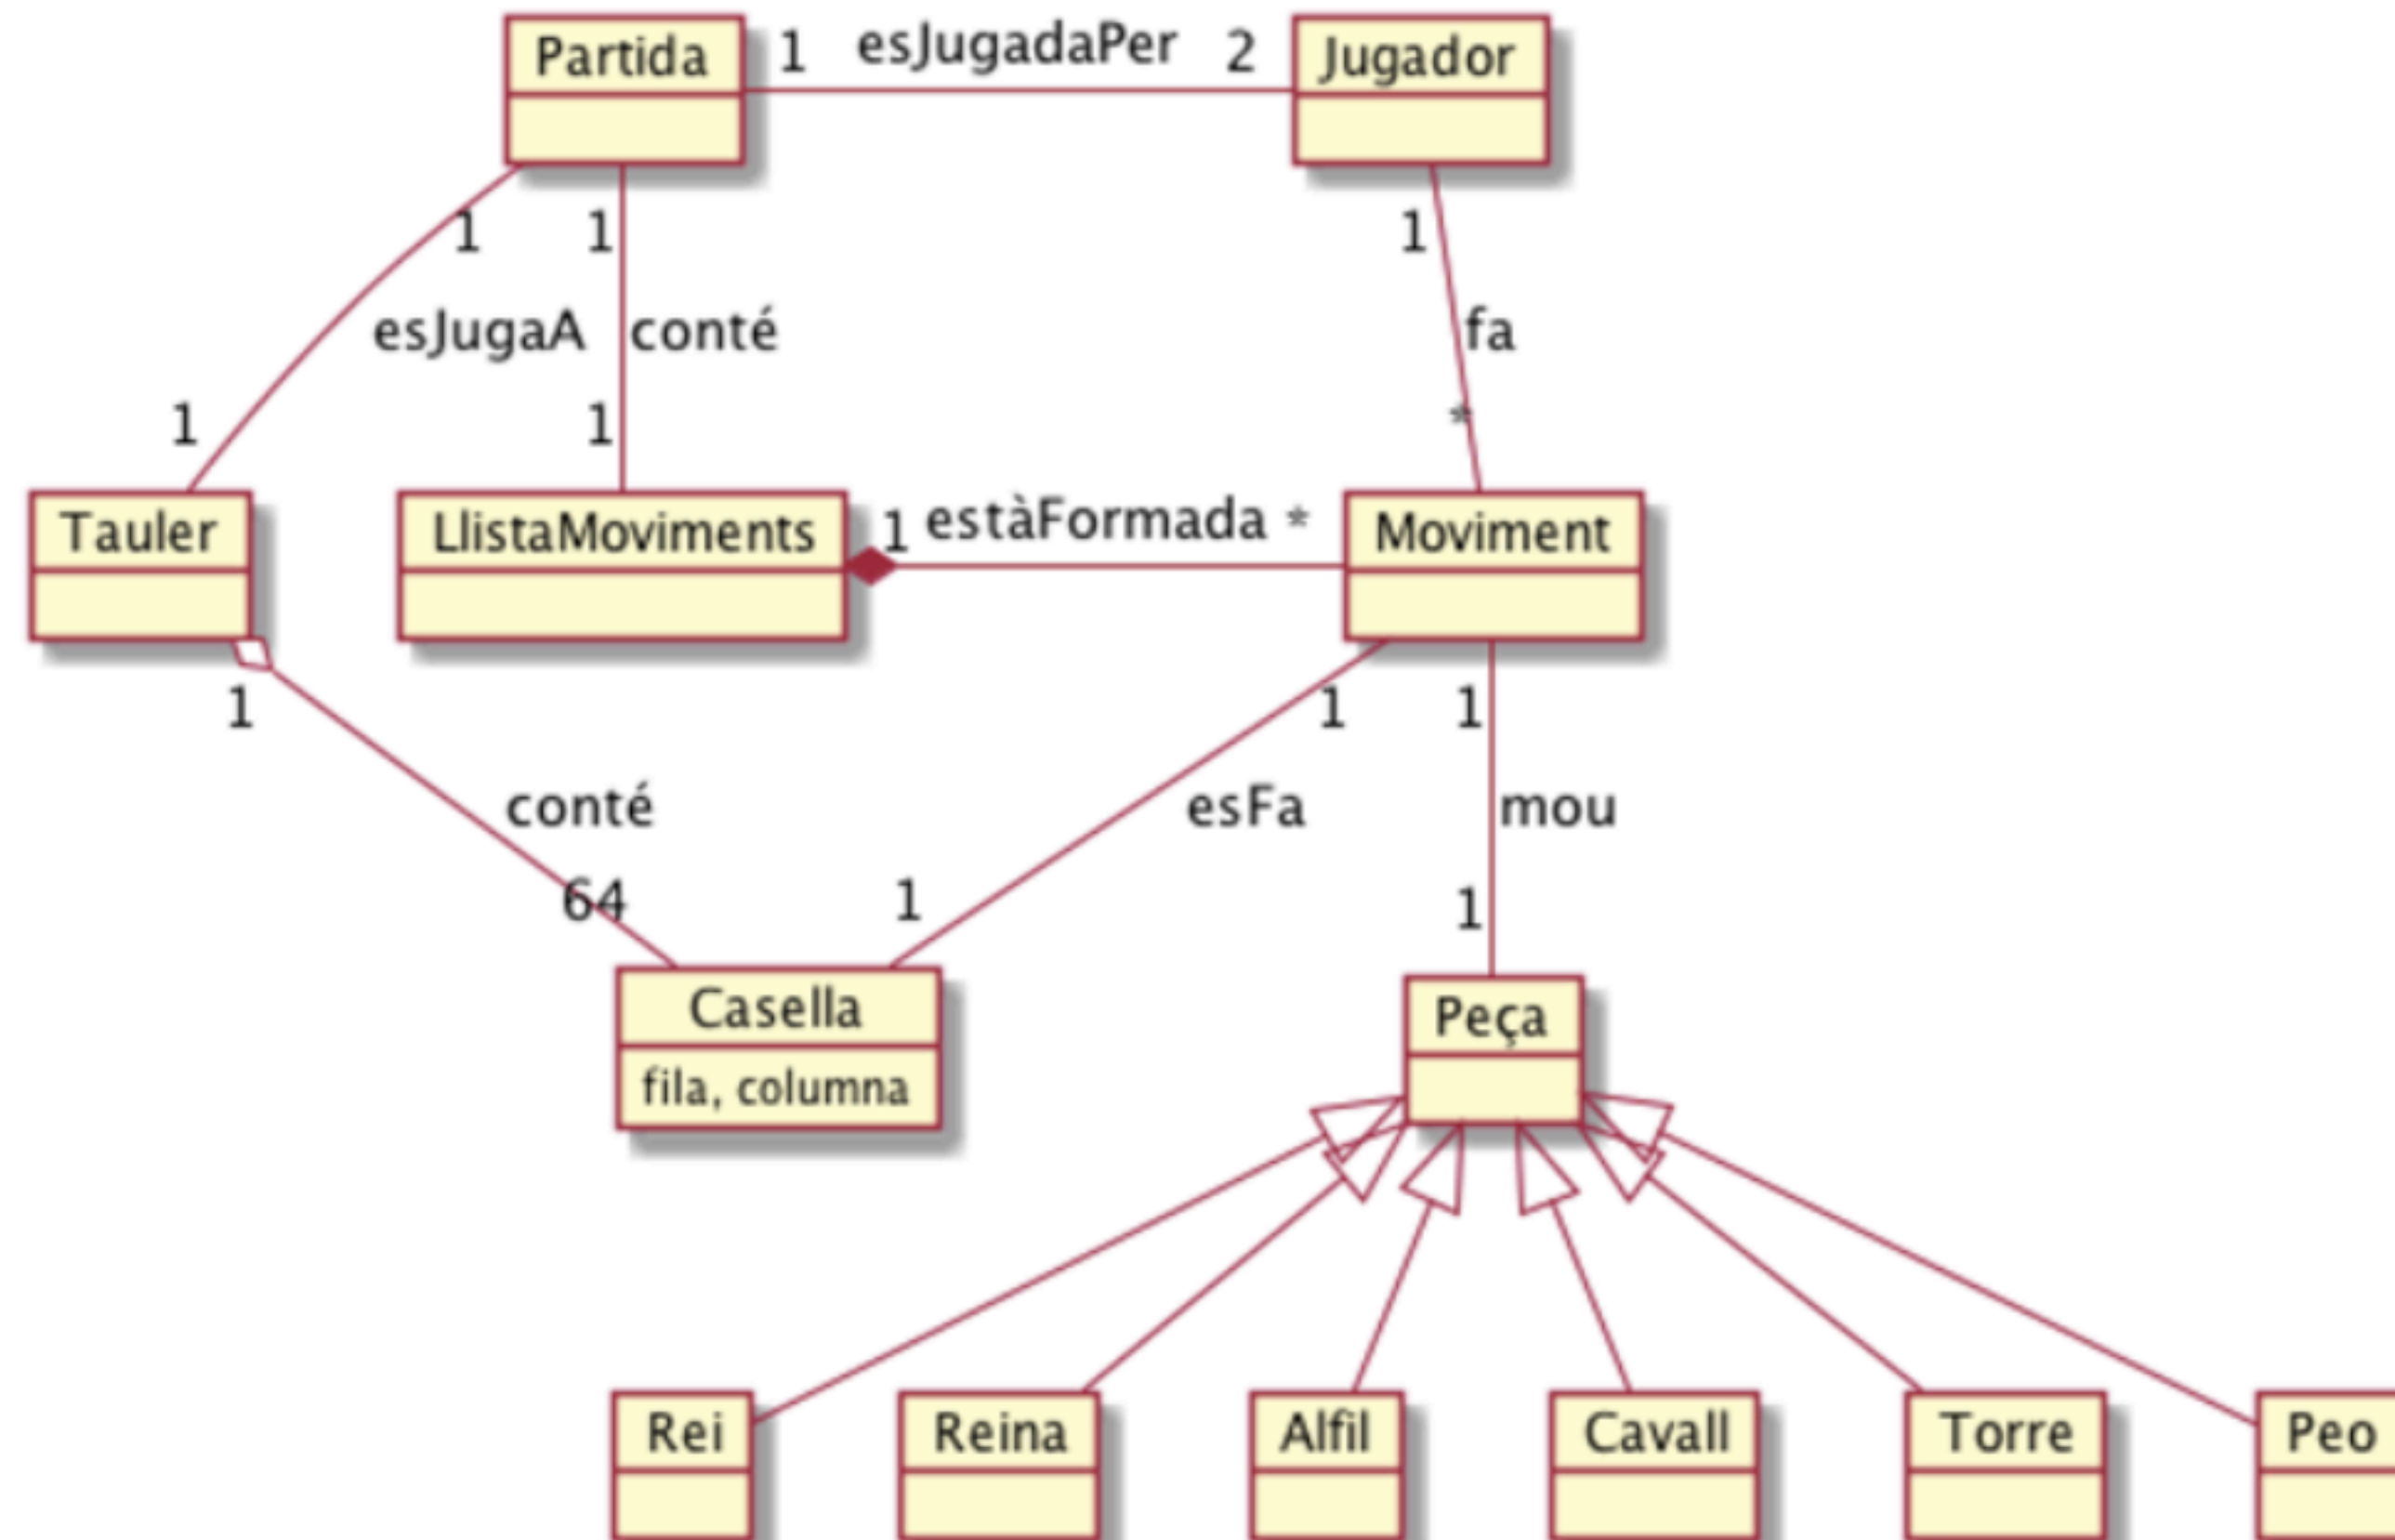 Partida
1 esJugadaPer 2
Jugador
1
1
1
esJugaA
conté
fa
1
1
*
Tauler
LlistaMoviments
1 estàFormada *
Moviment
1
1
1
conté
esFa
mou
64
1
1
Casella
fila, columna
Peça
Rei
Reina
Alfil
Cavall
Torre
Peo